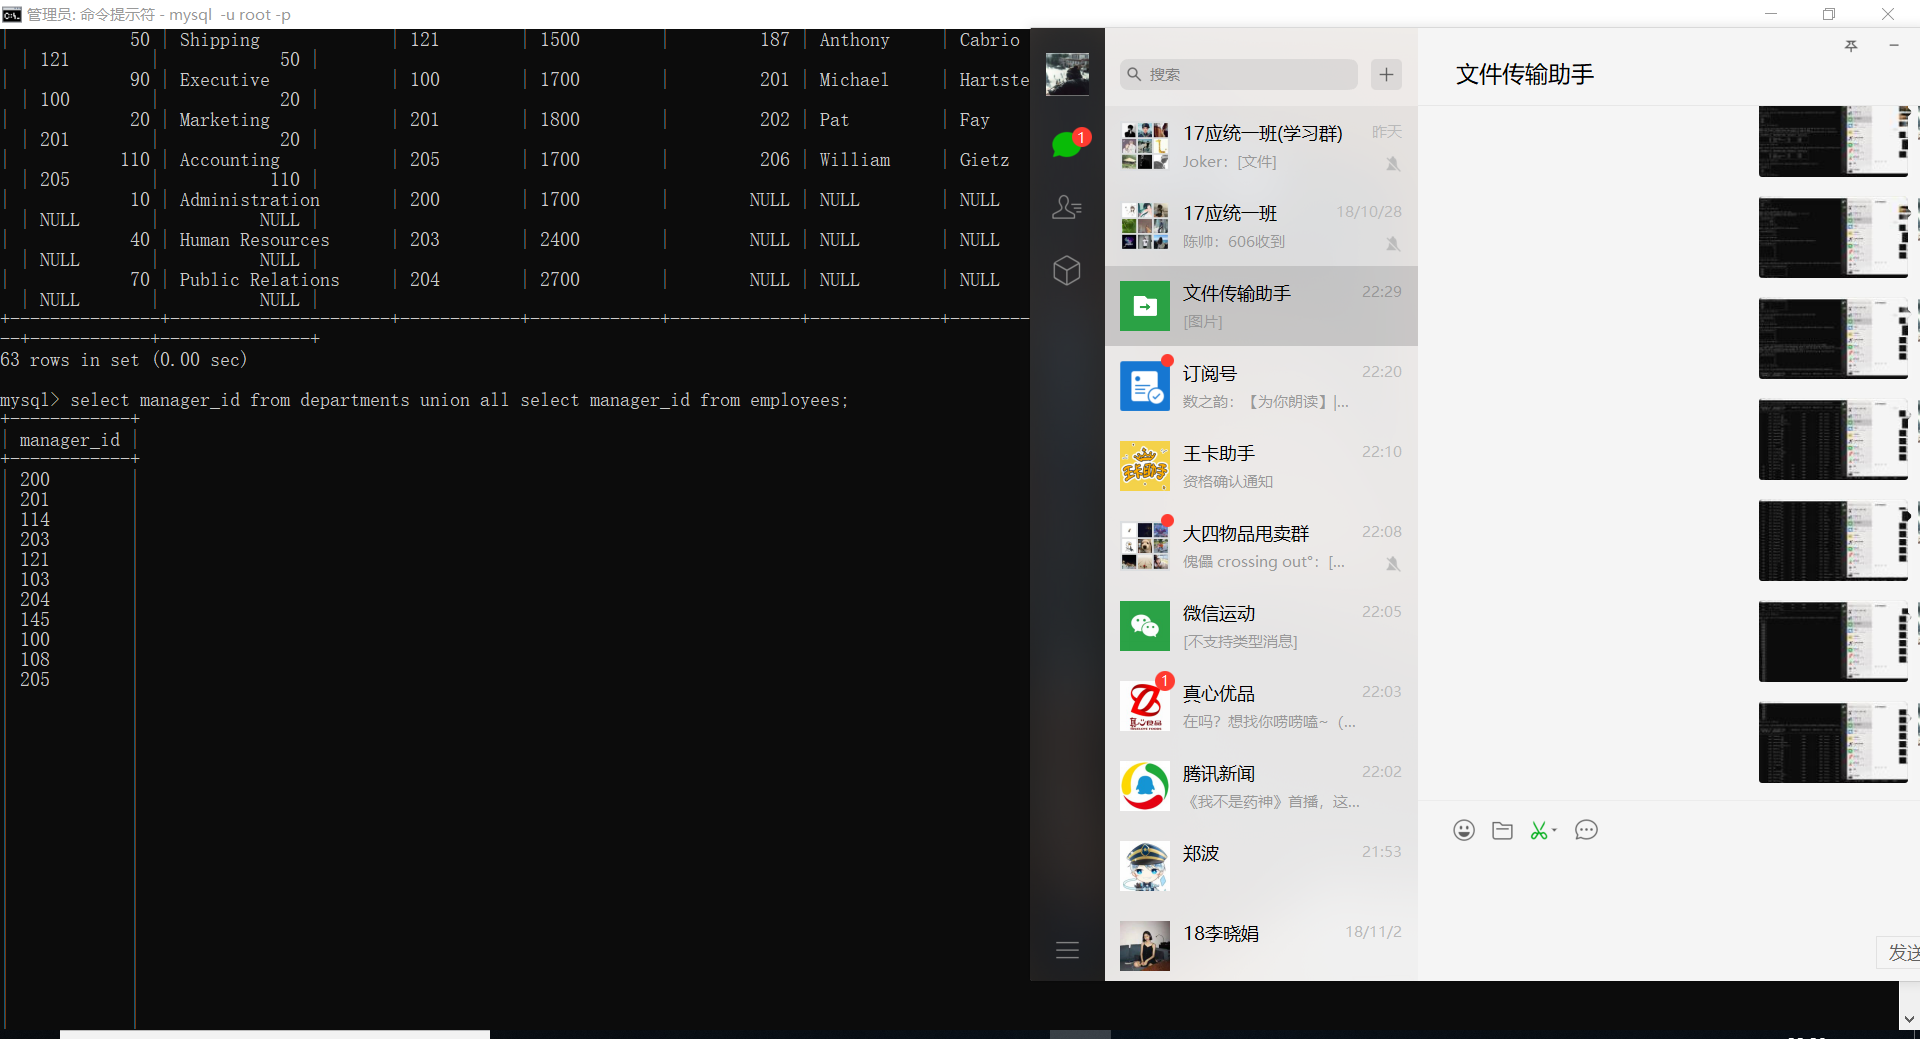 管理员: 命令提示符 - mysql  -u root -p
|            50 | Shipping             | 121        | 1500        |         187 | Anthony     | Cabrio
  | 121        |            50 |
|            90 | Executive            | 100        | 1700        |         201 | Michael     | Hartste
  | 100        |            20 |
|            20 | Marketing            | 201        | 1800        |         202 | Pat         | Fay
  | 201        |            20 |
|           110 | Accounting           | 205        | 1700        |         206 | William     | Gietz
  | 205        |           110 |
|            10 | Administration       | 200        | 1700        |        NULL | NULL        | NULL
  | NULL       |          NULL |
|            40 | Human Resources      | 203        | 2400        |        NULL | NULL        | NULL
  | NULL       |          NULL |
|            70 | Public Relations     | 204        | 2700        |        NULL | NULL        | NULL
  | NULL       |          NULL |
+---------------+----------------------+------------+-------------+-------------+-------------+--------
--+------------+---------------+
63 rows in set (0.00 sec)
mysql> select manager_id from departments union all select manager_id from employees;
+------------+
| manager_id |
+------------+
| 200        |
| 201        |
| 114        |
| 203        |
| 121        |
| 103        |
| 204        |
| 145        |
| 100        |
| 108        |
| 205        |
1
搜索
17应统一班(学习群) 昨天
Joker: [文件]
17应统一班 18/10/28
陈帅: 606收到
文件传输助手 22:29
[图片]
订阅号 22:20
数之韵: 【为你朗读】|...
王卡助手 22:10
王卡助手
资格确认通知
大四物品甩卖群 22:08
傀儡 crossing out°: [...
微信运动 22:05
[不支持类型消息]
1
真心优品 22:03
真心食品
在吗? 想找你唠唠嗑~ (...
腾讯新闻 22:02
《我不是药神》首播, 这...
郑波 21:53
18李晓娟 18/11/2
文件传输助手
发送